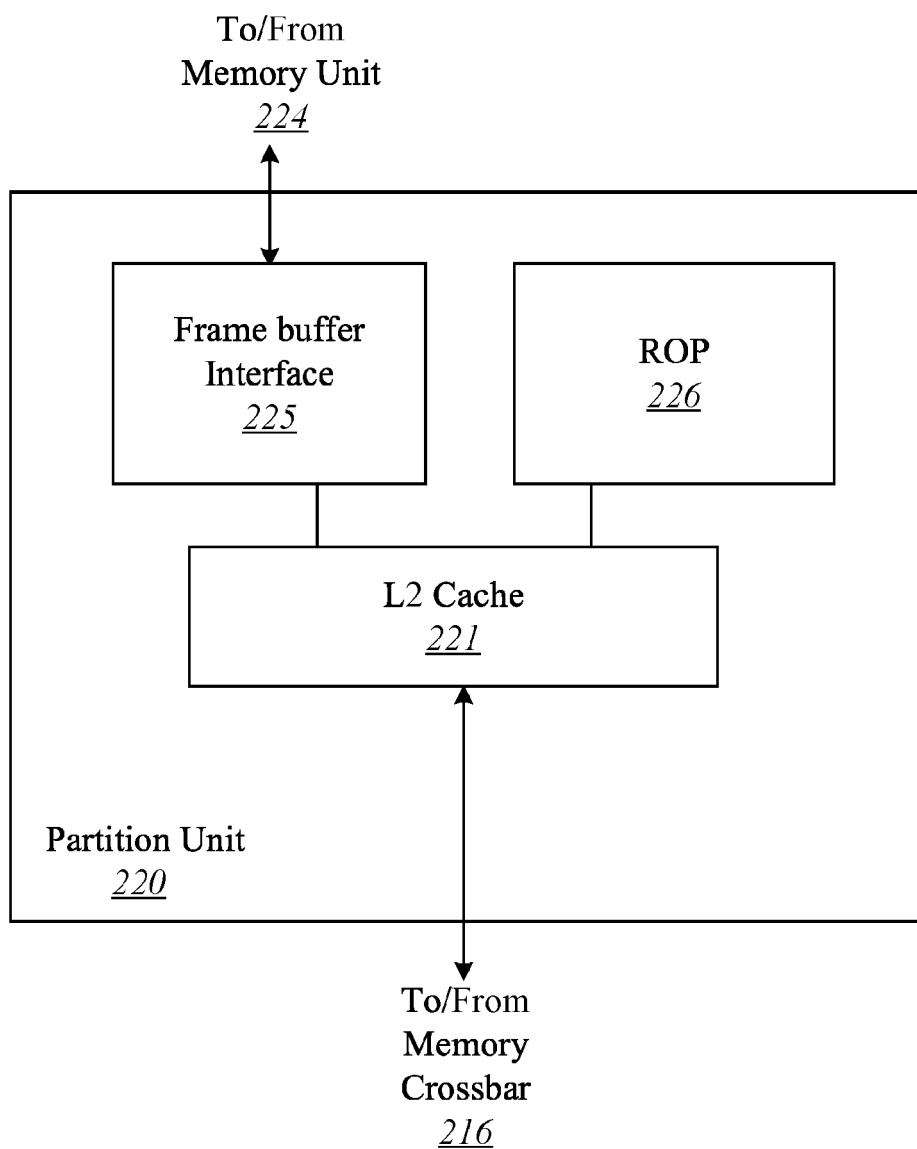 To/From
Memory Unit
224
Frame buffer
Interface
225
ROP
226
L2 Cache
221
Partition Unit
220
To/From
Memory
Crossbar
216